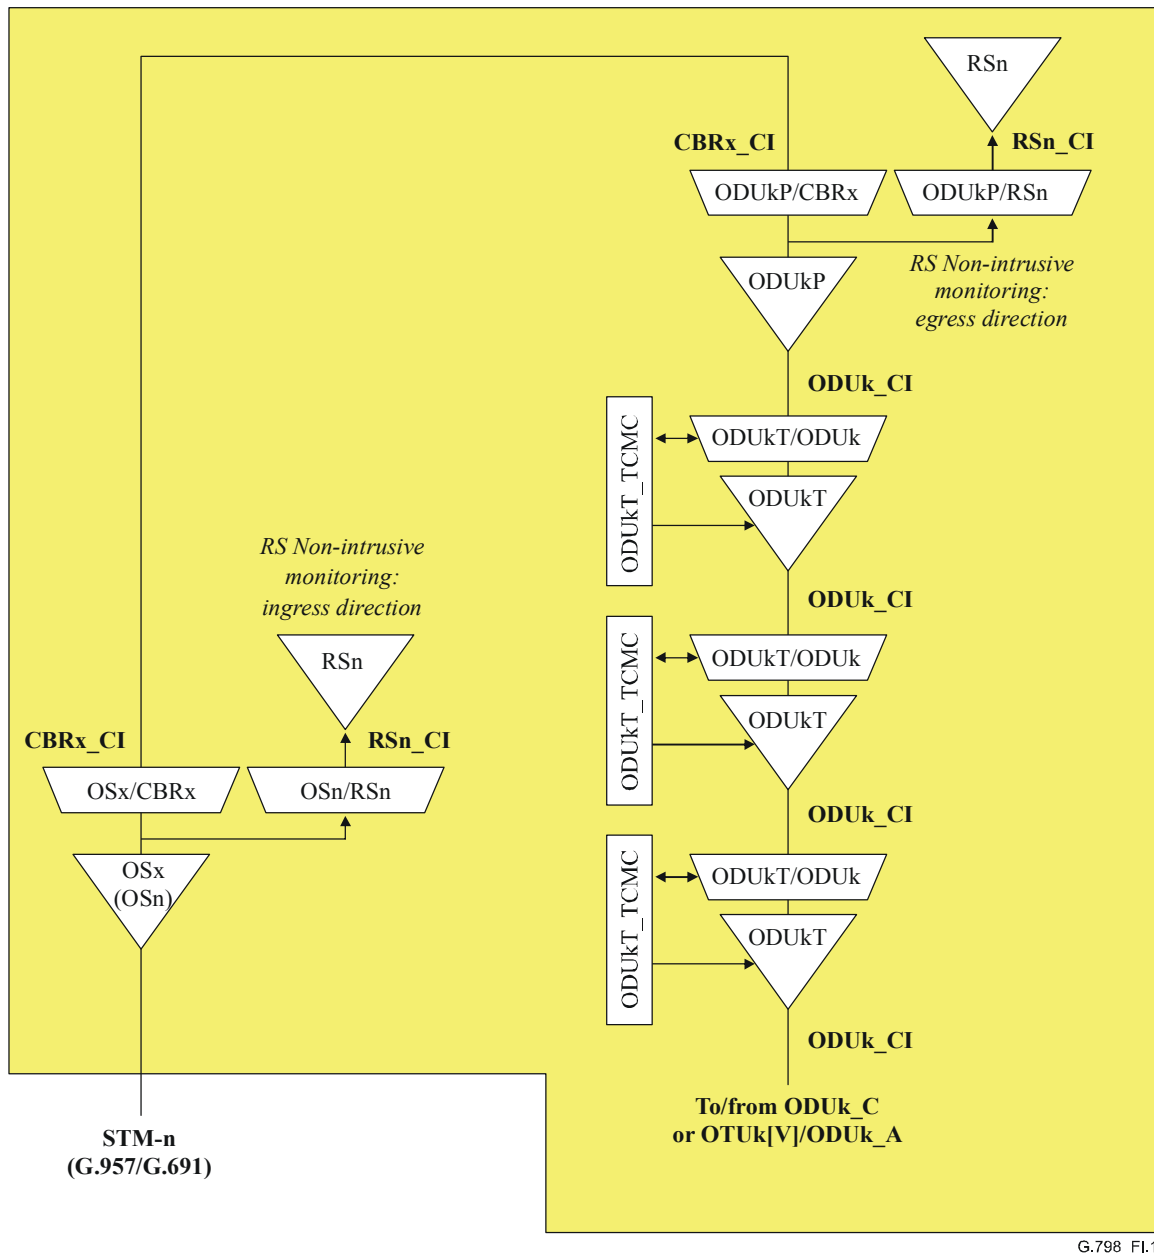 RSn
CBRx_CI
RSn_CI
ODUkP/CBRx
ODUkP/RSn
ODUkP
RS Non-intrusive
monitoring:
egress direction
ODUk_CI
ODUkT_TCMC
ODUkT/ODUk
ODUkT
ODUk_CI
RS Non-intrusive
monitoring:
ingress direction
RSn
CBRx_CI
RSn_CI
OSx/CBRx
OSn/RSn
OSx
(OSn)
ODUkT_TCMC
ODUkT/ODUk
ODUkT
ODUk_CI
ODUkT_TCMC
ODUkT/ODUk
ODUkT
ODUk_CI
STM-n
(G.957/G.691)
To/from ODUk_C
or OTUk[V]/ODUk_A
G.798_FI.1